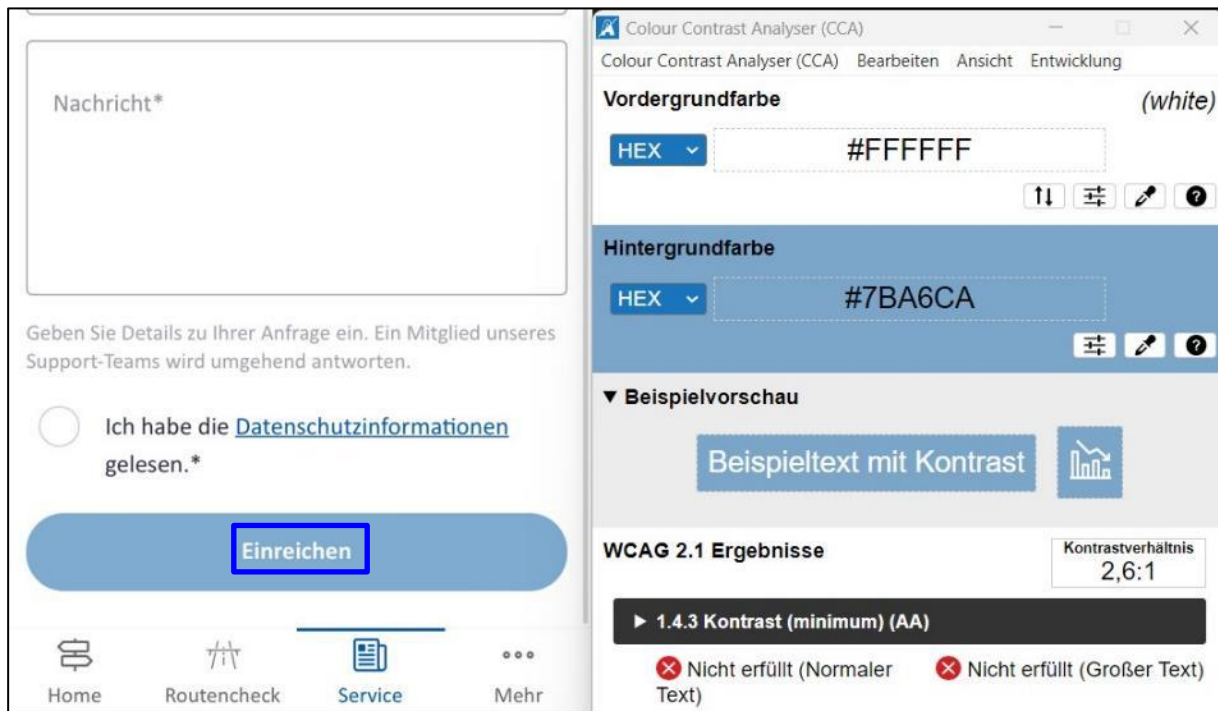 Nachricht*
Geben Sie Details zu Ihrer Anfrage ein. Ein Mitglied unseres
Support-Teams wird umgehend antworten.
Ich habe die Datenschutzinformationen
gelesen.*
Einreichen
Home
Routencheck
Service
Mehr
Colour Contrast Analyser (CCA)
Colour Contrast Analyser (CCA) Bearbeiten Ansicht Entwicklung
Vordergrundfarbe (white)
HEX #FFFFFF
Hintergrundfarbe
HEX #7BA6CA
▼ Beispielvorschau
Beispieltext mit Kontrast
WCAG 2.1 Ergebnisse
Kontrastverhältnis
2,6:1
▶ 1.4.3 Kontrast (minimum) (AA)
Nicht erfüllt (Normaler
Text)
Nicht erfüllt (Großer Text)